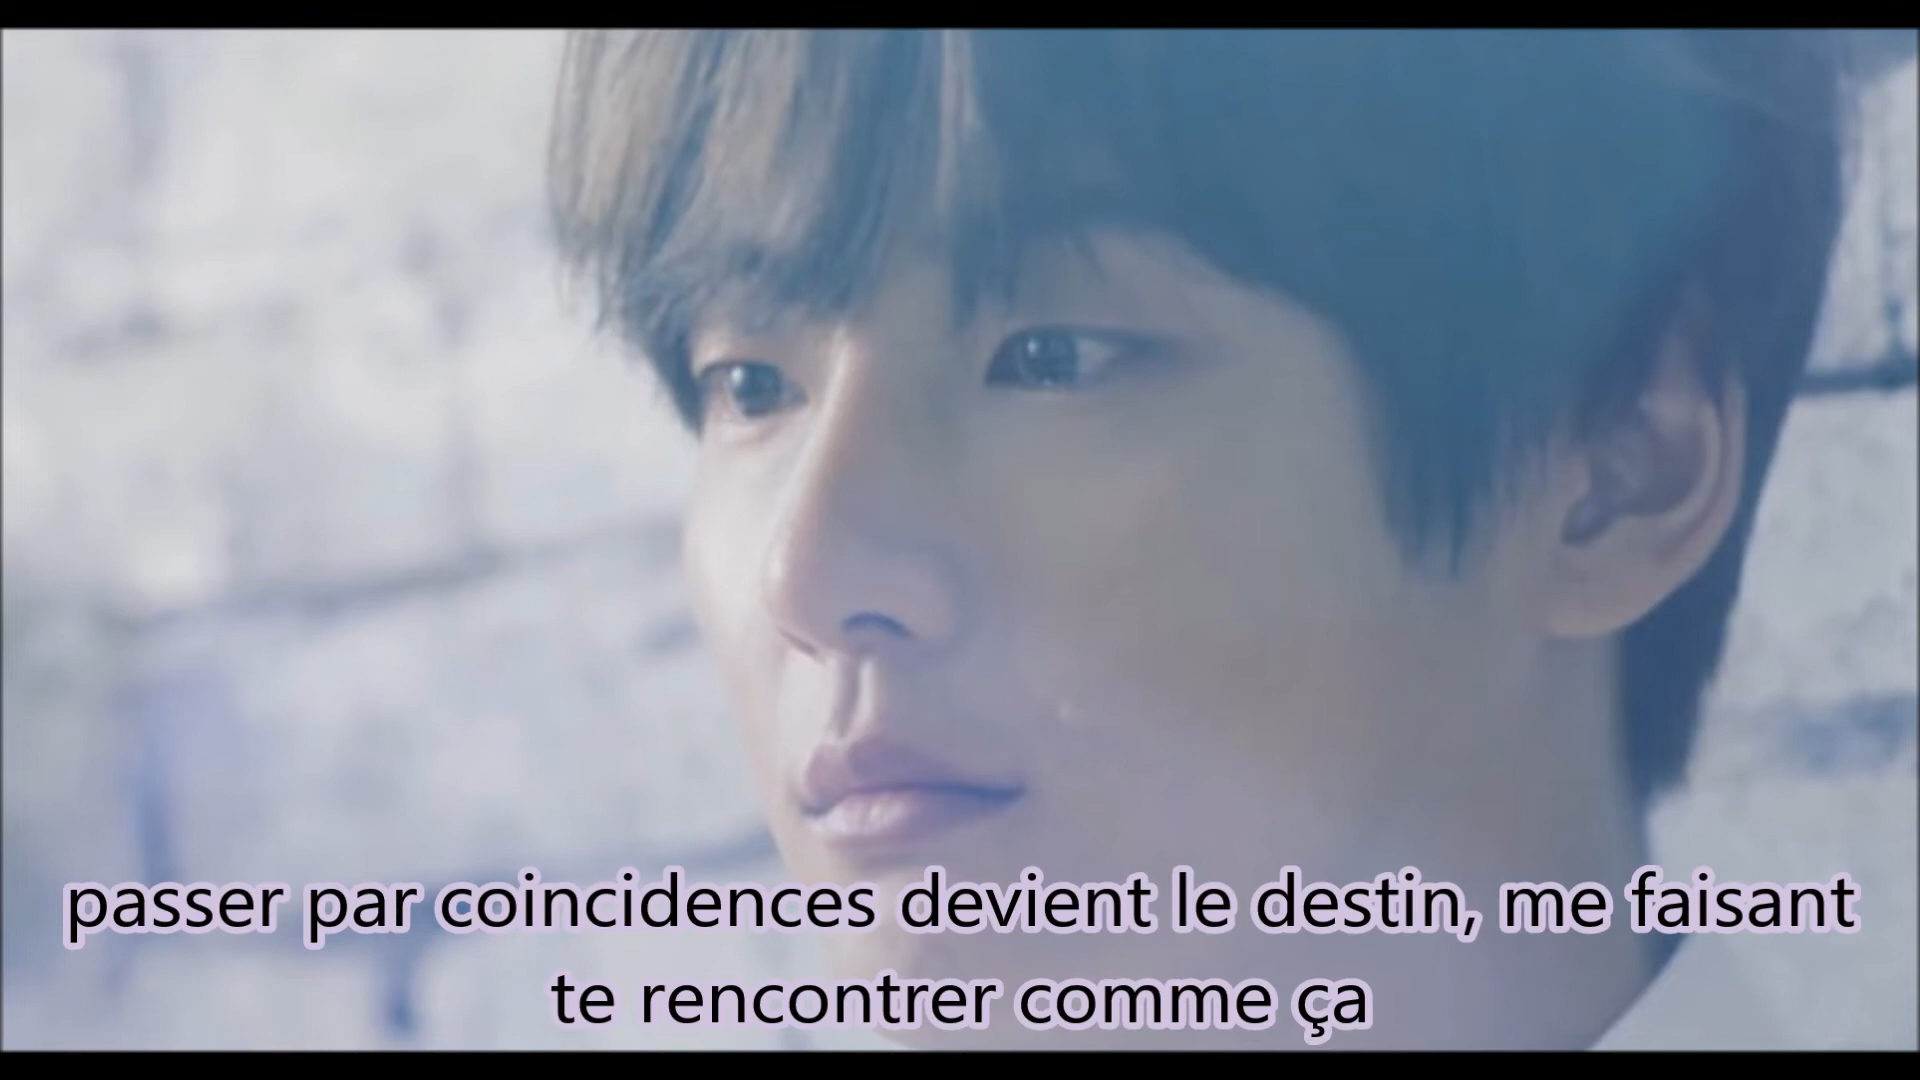 passer par coincidences devient le destin, me faisant
te rencontrer comme ça